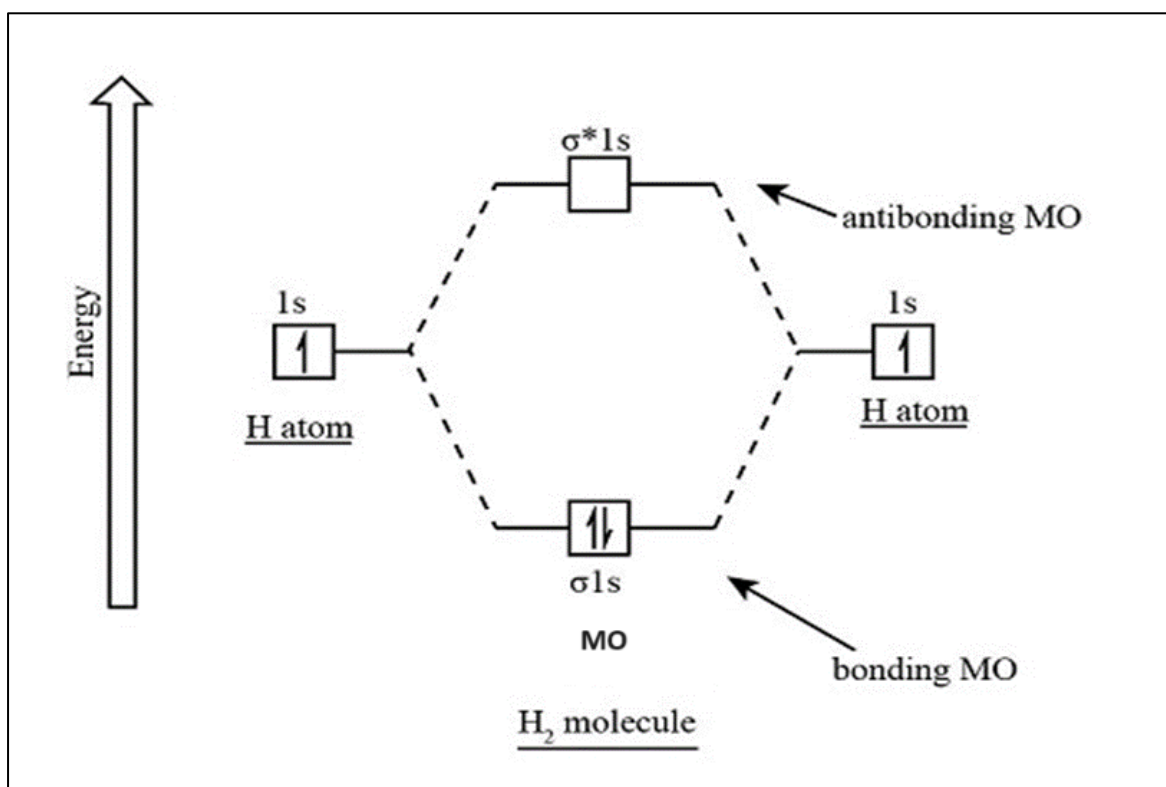 σ*1s
antibonding MO
Energy
1s
1s
H atom
H atom
σ1s
MO
bonding MO
H₂ molecule